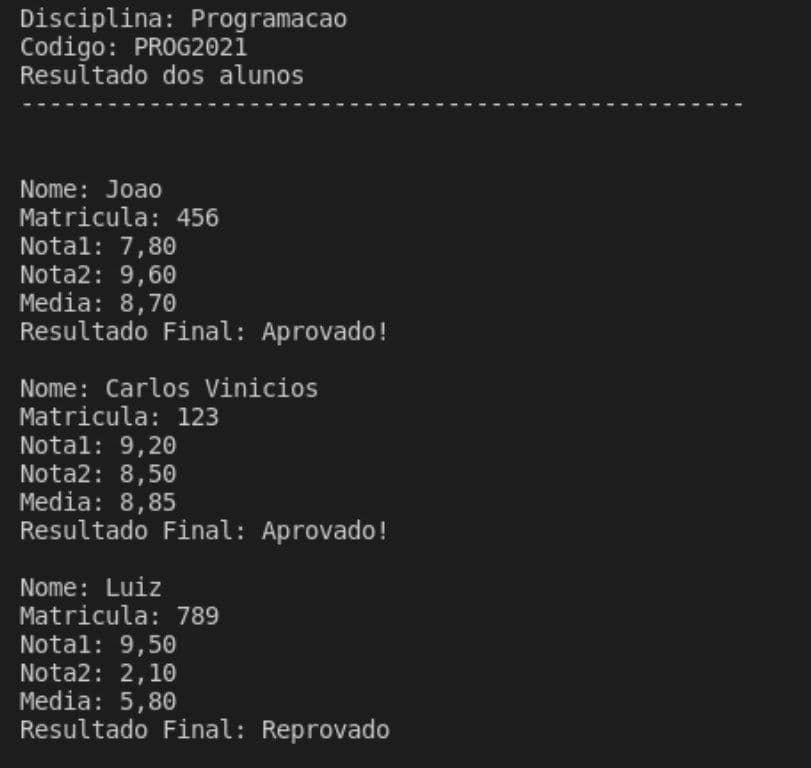 Disciplina: Programacao
Codigo: PROG2021
Resultado dos alunos
---------------------------------------------------
Nome: Joao
Matricula: 456
Nota1: 7,80
Nota2: 9,60
Media: 8,70
Resultado Final: Aprovado!
Nome: Carlos Vinicios
Matricula: 123
Nota1: 9,20
Nota2: 8,50
Media: 8,85
Resultado Final: Aprovado!
Nome: Luiz
Matricula: 789
Nota1: 9,50
Nota2: 2,10
Media: 5,80
Resultado Final: Reprovado